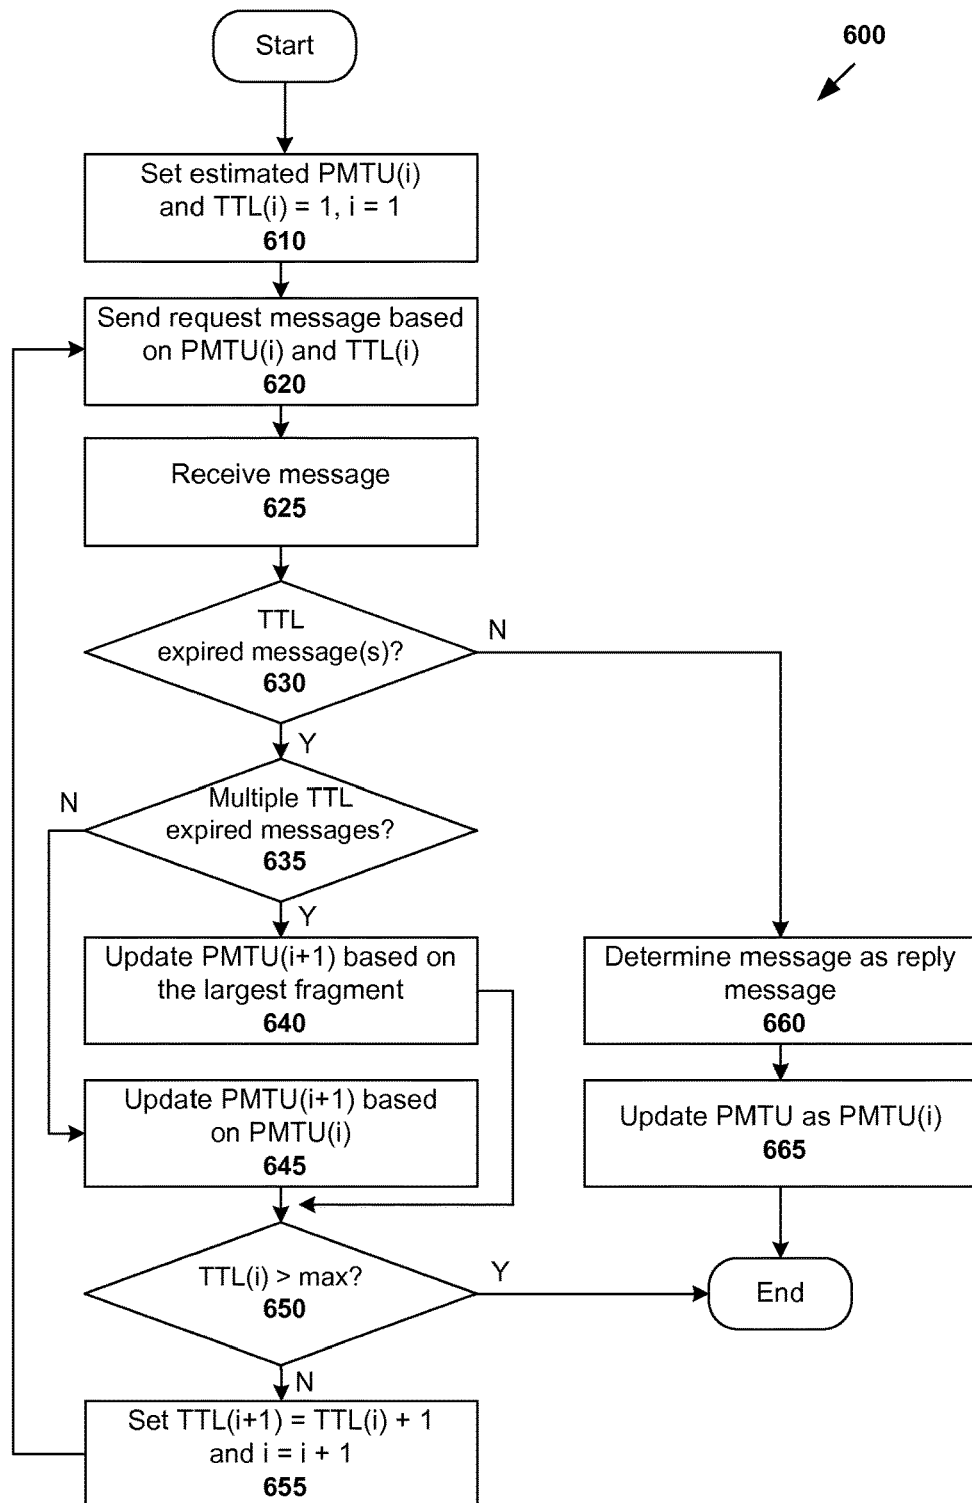 Start
600
Set estimated PMTU(i)
and TTL(i) = 1, i = 1
610
Send request message based
on PMTU(i) and TTL(i)
620
Receive message
625
TTL
expired message(s)?
630
N
Y
Multiple TTL
expired messages?
635
N
Y
Update PMTU(i+1) based on
the largest fragment
640
Determine message as reply
message
660
Update PMTU(i+1) based
on PMTU(i)
645
Update PMTU as PMTU(i)
665
TTL(i) > max?
650
Y
End
N
Set TTL(i+1) = TTL(i) + 1
and i = i + 1
655